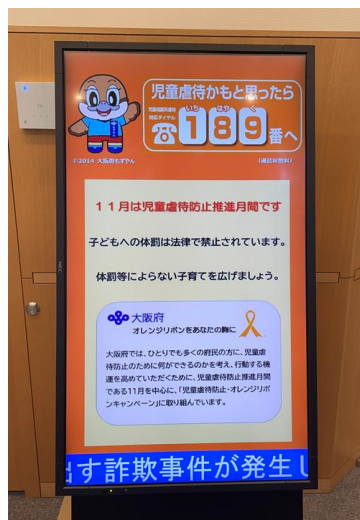 児童虐待かもと思ったら
児童相談所虐待
対応ダイヤル
いち はや く
189番へ
©2014 大阪府もずやん
(通話料無料)
11月は児童虐待防止推進月間です
子どもへの体罰は法律で禁止されています。
体罰等によらない子育てを広げましょう。
大阪府
オレンジリボンをあなたの胸に
大阪府では、ひとりでも多くの府民の方に、児童虐
待防止のために何ができるのかを考え、行動する機
運を高めていただくために、児童虐待防止推進月間
である11月を中心に、「児童虐待防止・オレンジリボ
ンキャンペーン」に取り組んでいます。
出す詐欺事件が発生し
NEC